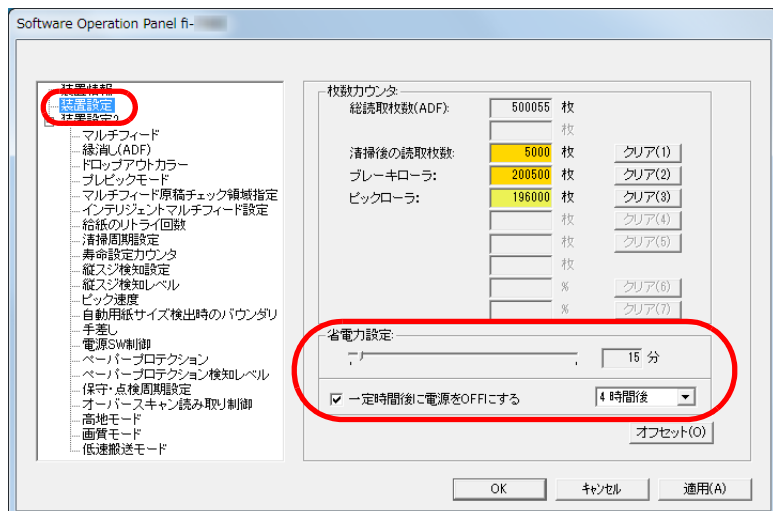 Software Operation Panel fi-
装置情報
装置設定
装置設定2
マルチフィード
縁消し(ADF)
ドロップアウトカラー
プレピックモード
マルチフィード原稿チェック領域指定
インテリジェントマルチフィード設定
給紙のリトライ回数
清掃周期設定
寿命設定カウンタ
縦スジ検知設定
縦スジ検知レベル
ピック速度
自動用紙サイズ検出時のバウンダリ
手差し
電源SW制御
ペーパープロテクション
ペーパープロテクション検知レベル
保守・点検周期設定
オーバースキャン読み取り制御
高地モード
画質モード
低速搬送モード
枚数カウンタ
総読取枚数(ADF): 500055 枚
枚
清掃後の読取枚数: 5000 枚 クリア(1)
ブレーキローラ: 200500 枚 クリア(2)
ピックローラ: 196000 枚 クリア(3)
枚 クリア(4)
枚 クリア(5)
枚
% クリア(6)
% クリア(7)
省電力設定:
15 分
一定時間後に電源をOFFにする 4 時間後
オフセット(O)
OK キャンセル 適用(A)